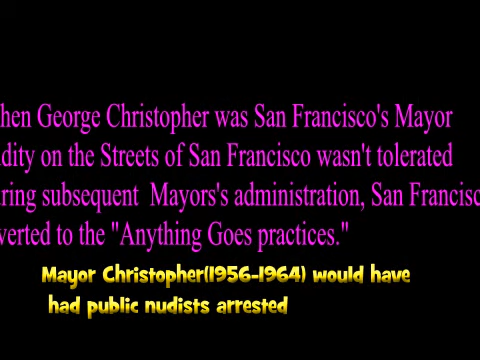 hen George Christopher was San Francisco's Mayor
dity on the Streets of San Francisco wasn't tolerated
ring subsequent Mayors's administration, San Francisc
verted to the "Anything Goes practices."
Mayor Christopher(1956-1964) would have
had public nudists arrested